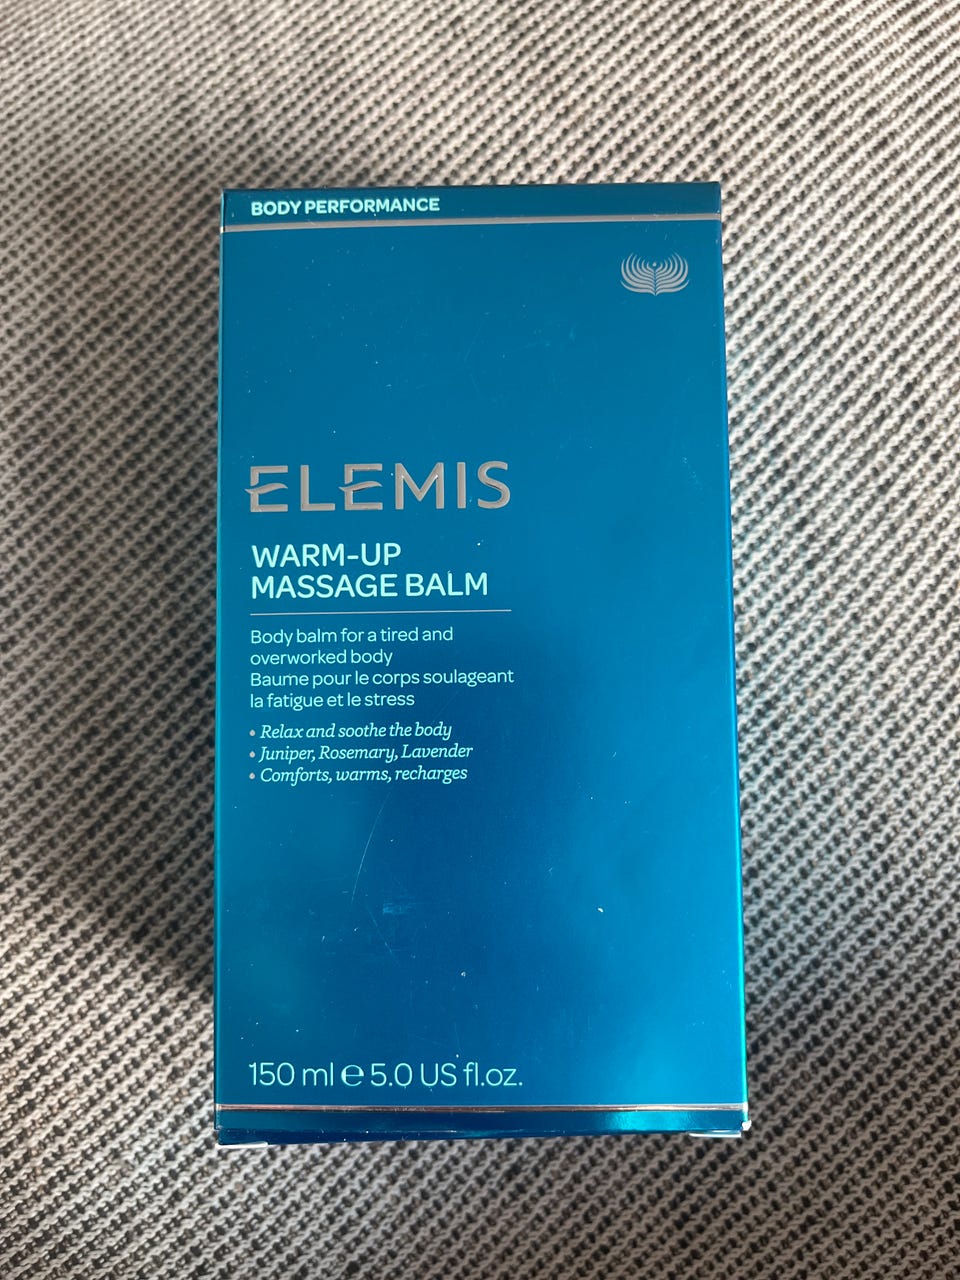 BODY PERFORMANCE
ELEMIS
WARM-UP
MASSAGE BALM
Body balm for a tired and
overworked body
Baume pour le corps soulageant
la fatigue et le stress
• Relax and soothe the body
• Juniper, Rosemary, Lavender
• Comforts, warms, recharges
150 ml ℮ 5.0 US fl.oz.